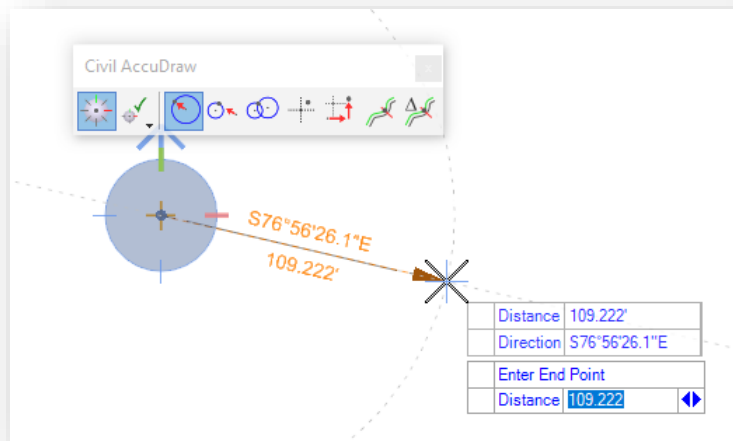 Civil AccuDraw
S76°56'26.1"E
109.222'
Distance 109.222'
Direction S76°56'26.1"E
Enter End Point
Distance 109.222